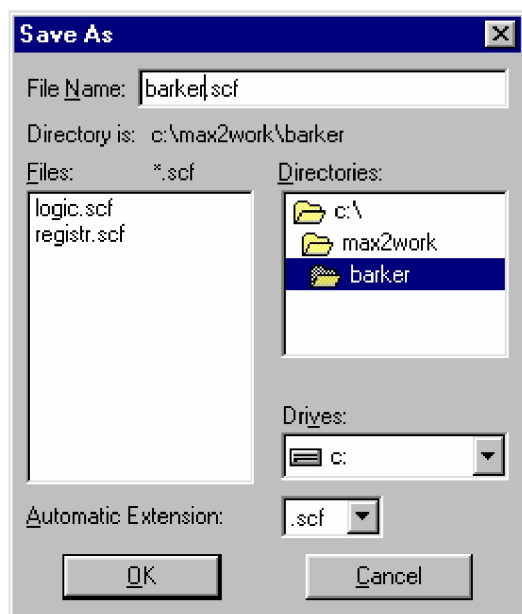 Save As
File Name: barker.scf
Directory is: c:\max2work\barker
Files: *.scf
logic.scf
registr.scf
Directories:
c:\
max2work
barker
Drives:
c:
Automatic Extension: .scf
OK Cancel